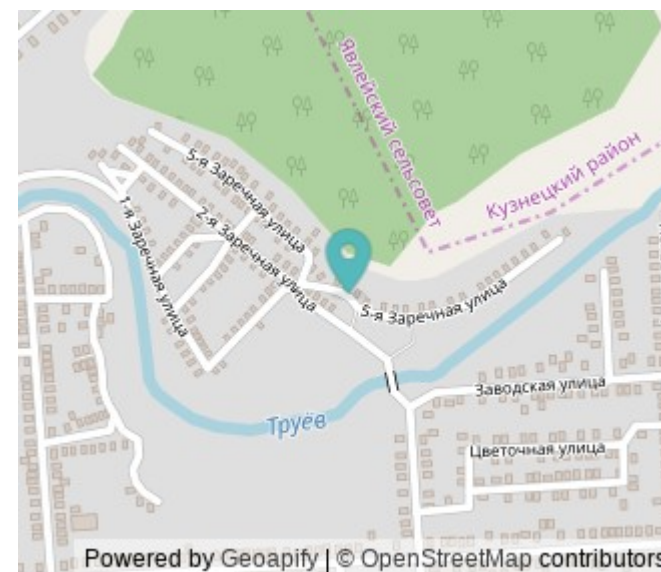 Явлейский сельсовет
Кузнецкий район
5-я Заречная улица
2-я Заречная улица
1-я Заречная улица
5-я Заречная улица
Заводская улица
Труёв
Цветочная улица
Powered by Geoapify | © OpenStreetMap contributors